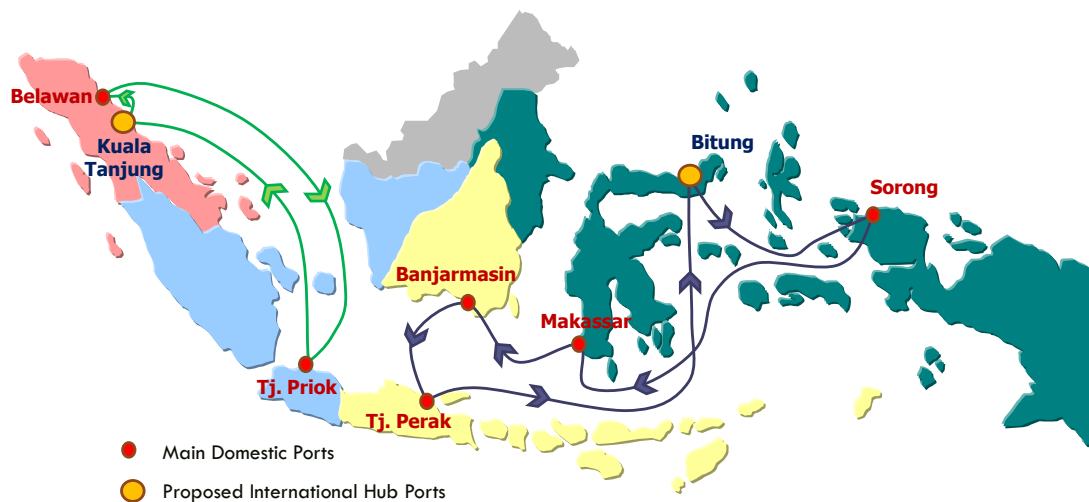 Belawan
Kuala
Tanjung
Bitung
Sorong
Banjarmasin
Makassar
Tj. Priok
Tj. Perak
Main Domestic Ports
Proposed International Hub Ports